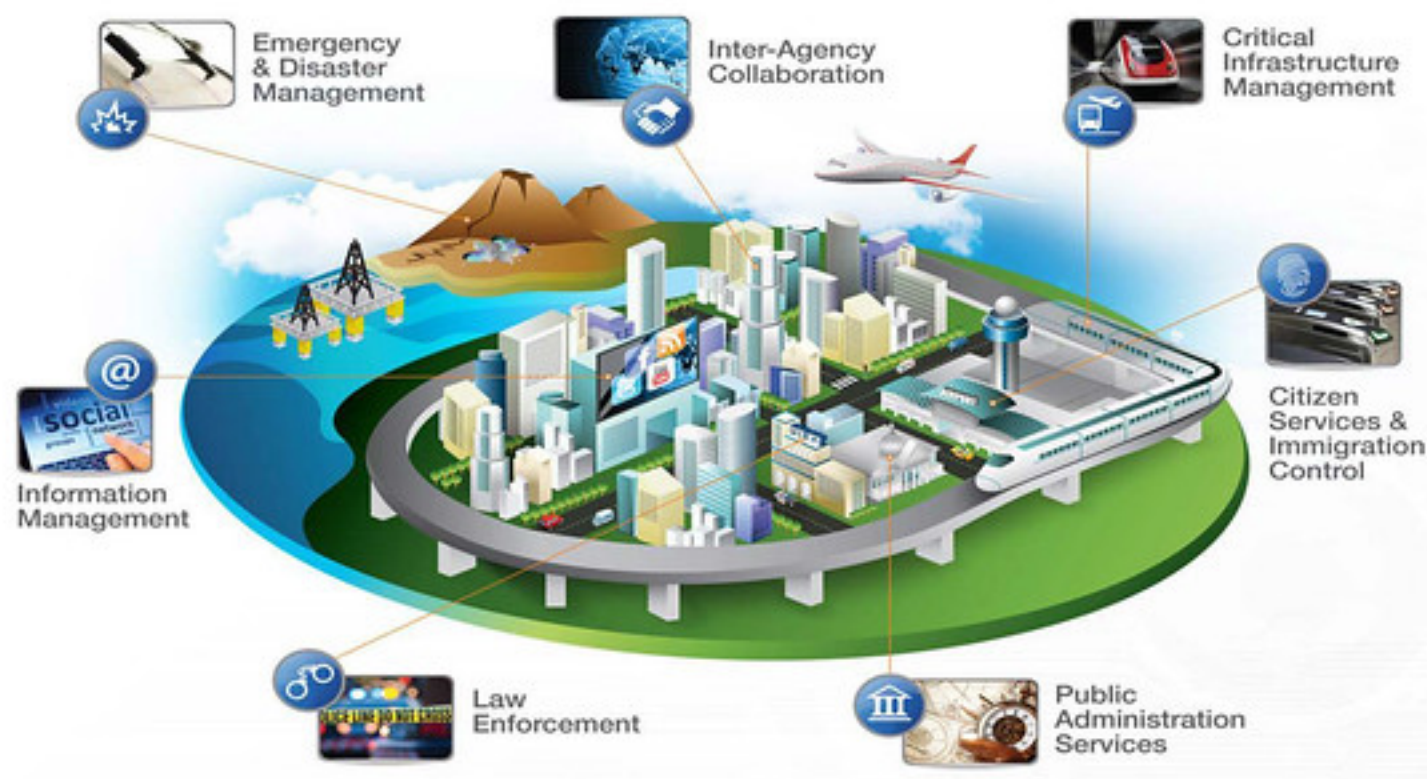 Emergency
& Disaster
Management
Inter-Agency
Collaboration
Critical
Infrastructure
Management
@
social
groups
network
Information
Management
Citizen
Services &
Immigration
Control
POLICE LINE DO NOT CROSS
Law
Enforcement
Public
Administration
Services